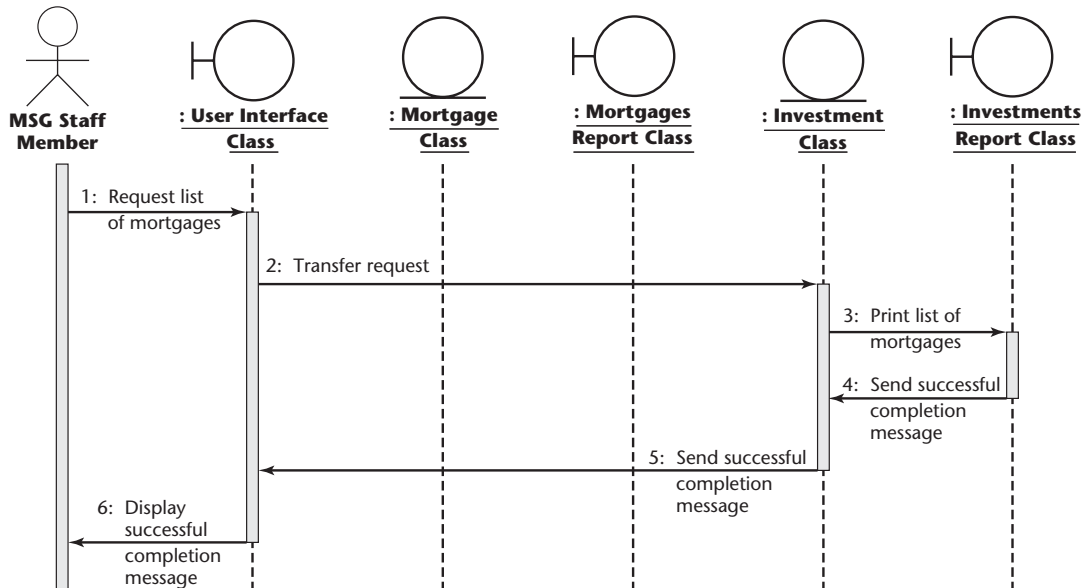 MSG Staff
Member
: User Interface
Class
: Mortgage
Class
: Mortgages
Report Class
: Investment
Class
: Investments
Report Class
1: Request list
of mortgages
2: Transfer request
3: Print list of
mortgages
4: Send successful
completion
message
5: Send successful
completion
message
6: Display
successful
completion
message